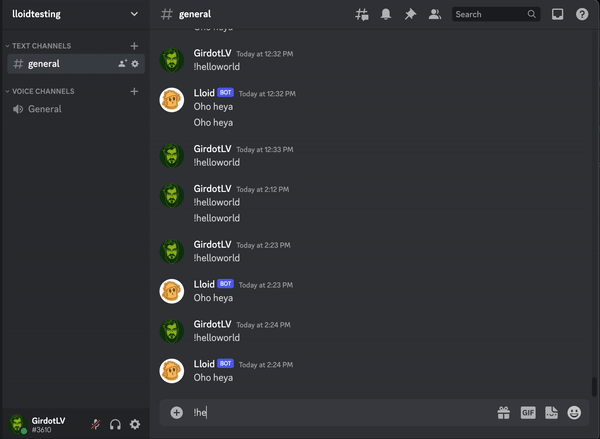 lloidtesting
general
Search
TEXT CHANNELS
general
VOICE CHANNELS
General
Oho heya
GirdotLV Today at 12:32 PM
!helloworld
Lloid BOT Today at 12:32 PM
Oho heya
Oho heya
GirdotLV Today at 12:33 PM
!helloworld
GirdotLV Today at 2:12 PM
!helloworld
!helloworld
GirdotLV Today at 2:23 PM
!helloworld
Lloid BOT Today at 2:23 PM
Oho heya
GirdotLV Today at 2:24 PM
!helloworld
Lloid BOT Today at 2:24 PM
Oho heya
!he
GIF
GirdotLV
#3610